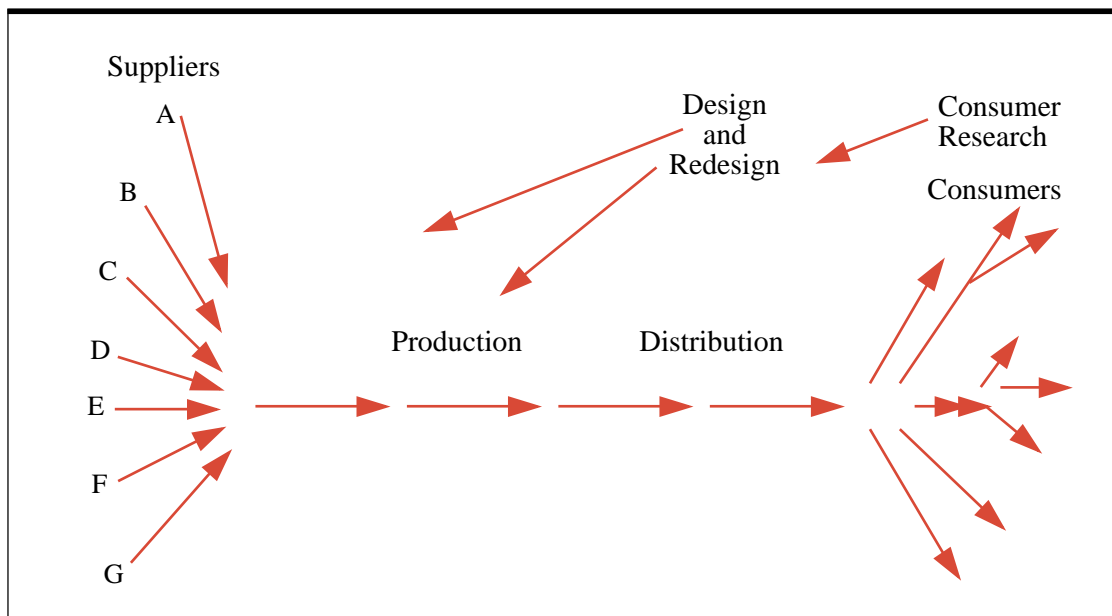 Suppliers
A
B
C
D
E
F
G
Design
and
Redesign
Consumer
Research
Consumers
Production
Distribution